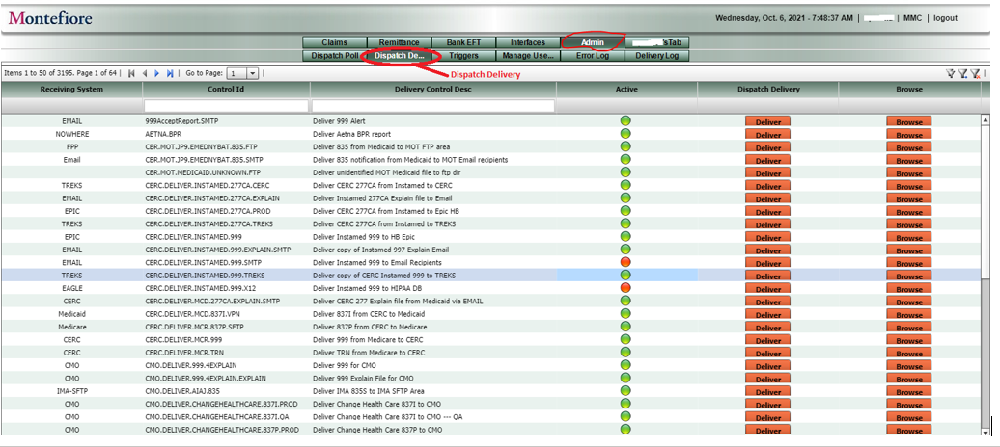 Montefiore
Wednesday, Oct. 6, 2021 - 7:48:37 AM | | MMC | logout
Claims Remittance Bank EFT Interfaces Admin 'sTab
Dispatch Poll Dispatch De... Triggers Manage Use... Error Log Delivery Log
Items 1 to 50 of 3195. Page 1 of 64 | Go to Page: 1
Dispatch Delivery
Receiving System Control Id Delivery Control Desc Active Dispatch Delivery Browse
EMAIL 999AcceptReport.SMTP Deliver 999 Alert Deliver Browse
NOWHERE AETNA.BPR Deliver Aetna BPR report Deliver Browse
FPP CBR.MOT.JP9.EMEDNYBAT.835.FTP Deliver 835 from Medicaid to MOT FTP area Deliver Browse
Email CBR.MOT.JP9.EMEDNYBAT.835.SMTP Deliver 835 notification from Medicaid to MOT Email recipients Deliver Browse
CBR.MOT.MEDICAID.UNKNOWN.FTP Deliver unidentified MOT Medicaid file to ftp dir Deliver Browse
TREKS CERC.DELIVER.INSTAMED.277CA.CERC Deliver CERC 277CA from Instamed to CERC Deliver Browse
EMAIL CERC.DELIVER.INSTAMED.277CA.EXPLAIN Deliver Instamed 277CA Explain file to Email Deliver Browse
EPIC CERC.DELIVER.INSTAMED.277CA.PROD Deliver CERC 277CA from Instamed to Epic HB Deliver Browse
TREKS CERC.DELIVER.INSTAMED.277CA.TREKS Deliver CERC 277CA from Instamed to TREKS Deliver Browse
EPIC CERC.DELIVER.INSTAMED.999 Deliver Instamed 999 to HB Epic Deliver Browse
EMAIL CERC.DELIVER.INSTAMED.999.EXPLAIN.SMTP Deliver copy of Instamed 997 Explain Email Deliver Browse
EMAIL CERC.DELIVER.INSTAMED.999.SMTP Deliver Instamed 999 to Email Recipients Deliver Browse
TREKS CERC.DELIVER.INSTAMED.999.TREKS Deliver copy of CERC Instamed 999 to TREKS Deliver Browse
EAGLE CERC.DELIVER.INSTAMED.999.X12 Deliver Instamed 999 to HIPAA DB Deliver Browse
CERC CERC.DELIVER.MCD.277CA.EXPLAIN.SMTP Deliver CERC 277 Explain file from Medicaid via EMAIL Deliver Browse
Medicaid CERC.DELIVER.MCD.837I.VPN Deliver 837I from CERC to Medicaid Deliver Browse
Medicare CERC.DELIVER.MCD.837P.SFTP Deliver 837P from CERC to Medicare Deliver Browse
CERC CERC.DELIVER.MCR.999 Deliver 999 from Medicare to CERC Deliver Browse
CERC CERC.DELIVER.MCR.TRN Deliver TRN from Medicare to CERC Deliver Browse
CMO CMO.DELIVER.999.4EXPLAIN Deliver 999 for CMO Deliver Browse
CMO CMO.DELIVER.999.4EXPLAIN.EXPLAIN Deliver 999 Explain File for CMO Deliver Browse
IMA-SFTP CMO.DELIVER.AIAJ.835 Deliver IMA 835S to IMA SFTP Area Deliver Browse
CMO CMO.DELIVER.CHANGEHEALTHCARE.837I.PROD Deliver Change Health Care 837I to CMO Deliver Browse
CMO CMO.DELIVER.CHANGEHEALTHCARE.837I.QA Deliver Change Health Care 837I to CMO --- QA Deliver Browse
CMO CMO.DELIVER.CHANGEHEALTHCARE.837P.PROD Deliver Change Health Care 837P to CMO Deliver Browse